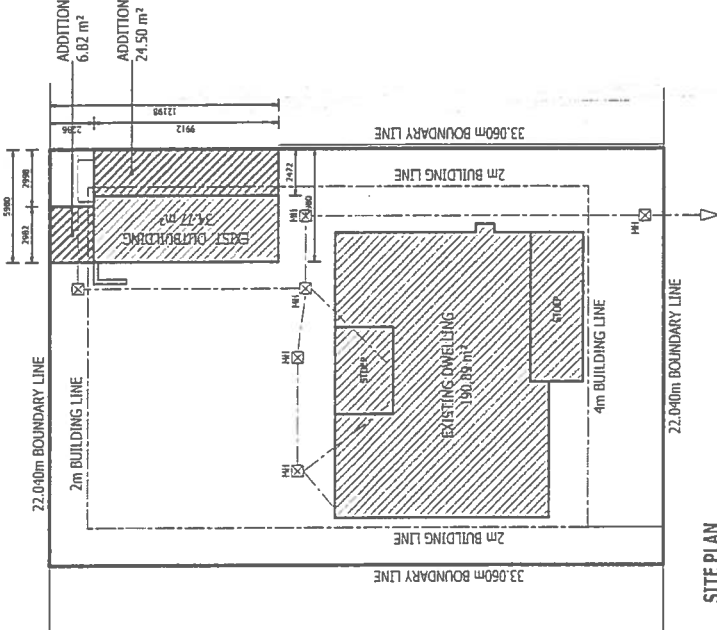 ADDITION
6.82 m²
ADDITION
24.50 m²
5980
2982
2998
2286
12198
9912
22.040m BOUNDARY LINE
2m BUILDING LINE
EXIST. OUTBUILDING
34.77 m²
2472
33.060m BOUNDARY LINE
2m BUILDING LINE
MH
MH
MH
MH
MH
STOEP
EXISTING DWELLING
190.89 m²
STOEP
4m BUILDING LINE
22.040m BOUNDARY LINE
2m BUILDING LINE
33.060m BOUNDARY LINE
SITE PLAN